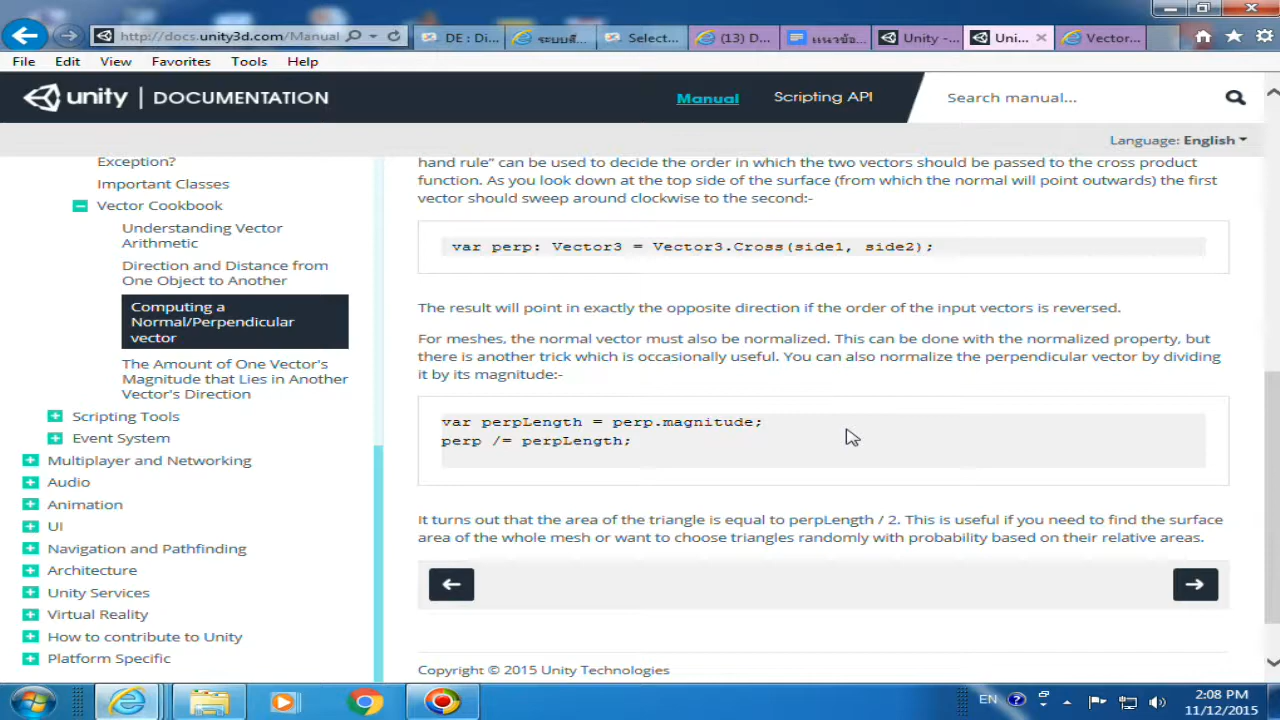 http://docs.unity3d.com/Manual
DE : Di...
ระบบสื...
Select...
(13) D...
แนวข้อ...
Unity -...
Uni...
Vector...
File Edit View Favorites Tools Help
unity | DOCUMENTATION
Manual
Scripting API
Search manual...
Language: English
Exception?
Important Classes
Vector Cookbook
Understanding Vector
Arithmetic
Direction and Distance from
One Object to Another
Computing a
Normal/Perpendicular
vector
The Amount of One Vector's
Magnitude that Lies in Another
Vector's Direction
Scripting Tools
Event System
Multiplayer and Networking
Audio
Animation
UI
Navigation and Pathfinding
Architecture
Unity Services
Virtual Reality
How to contribute to Unity
Platform Specific
hand rule” can be used to decide the order in which the two vectors should be passed to the cross product
function. As you look down at the top side of the surface (from which the normal will point outwards) the first
vector should sweep around clockwise to the second:-
var perp: Vector3 = Vector3.Cross(side1, side2);
The result will point in exactly the opposite direction if the order of the input vectors is reversed.
For meshes, the normal vector must also be normalized. This can be done with the normalized property, but
there is another trick which is occasionally useful. You can also normalize the perpendicular vector by dividing
it by its magnitude:-
var perpLength = perp.magnitude;
perp /= perpLength;
It turns out that the area of the triangle is equal to perpLength / 2. This is useful if you need to find the surface
area of the whole mesh or want to choose triangles randomly with probability based on their relative areas.
Copyright © 2015 Unity Technologies
EN
2:08 PM
11/12/2015